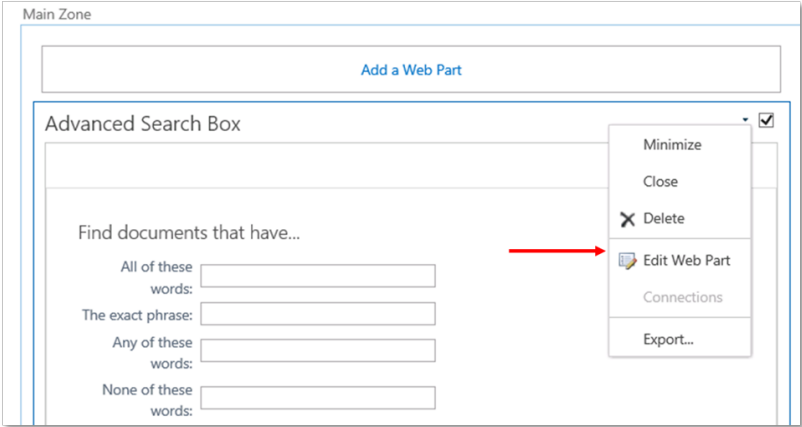 Main Zone
Add a Web Part
Advanced Search Box
Minimize
Close
Delete
Edit Web Part
Connections
Export...
Find documents that have...
All of these
words:
The exact phrase:
Any of these
words:
None of these
words: